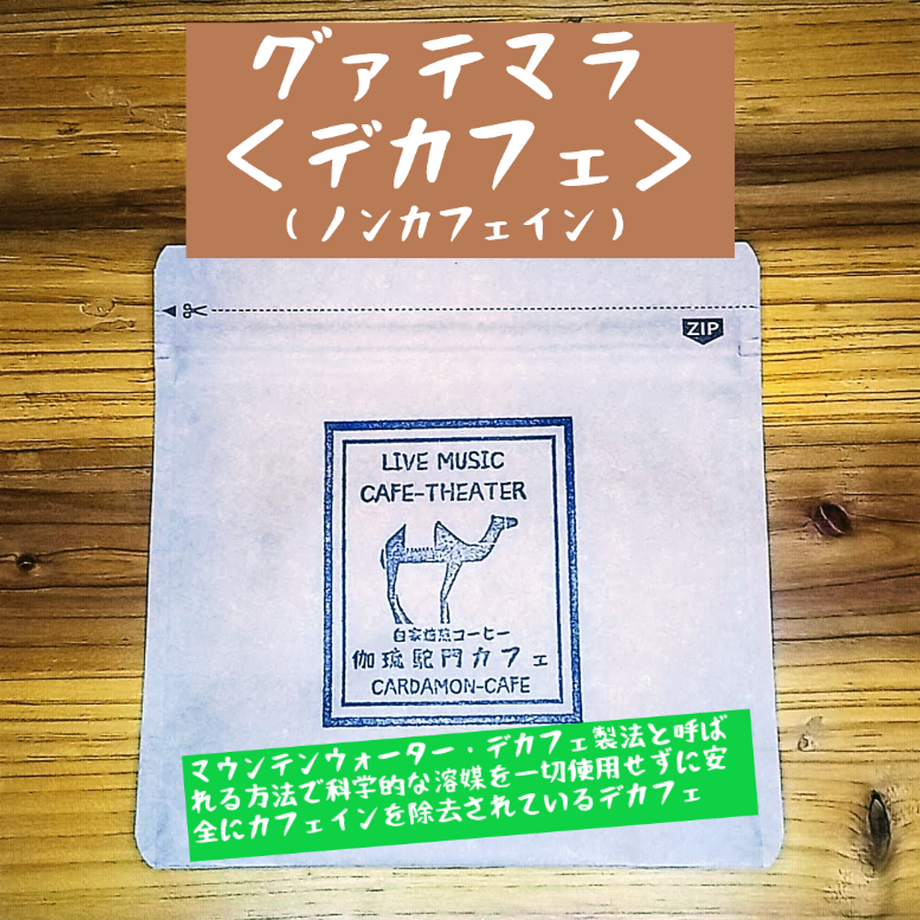 グァテマラ
<デカフェ>
(ノンカフェイン)
ZIP
LIVE MUSIC
CAFE-THEATER
自家焙煎コーヒー
伽琉駝門カフェ
CARDAMON-CAFE
マウンテンウォーター・デカフェ製法と呼ば
れる方法で科学的な溶媒を一切使用せずに安
全にカフェインを除去されているデカフェ